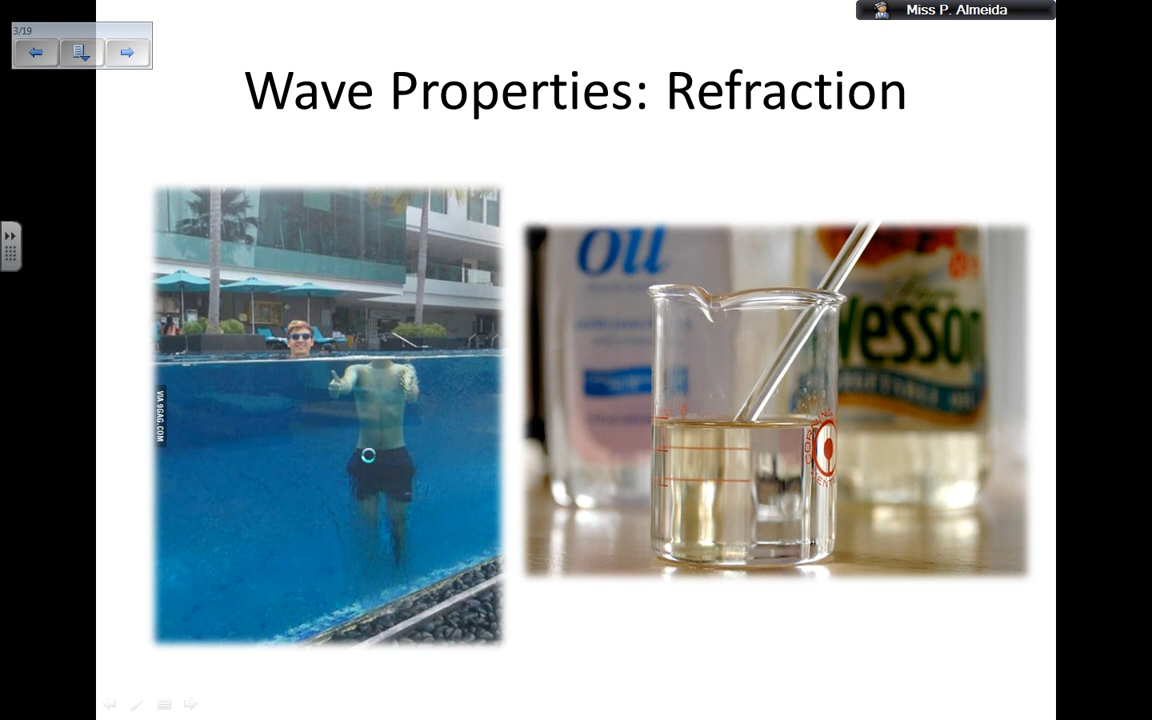 Miss P. Almeida
3/19
Wave Properties: Refraction
Oil
Wesson
VIA 9GAG.COM